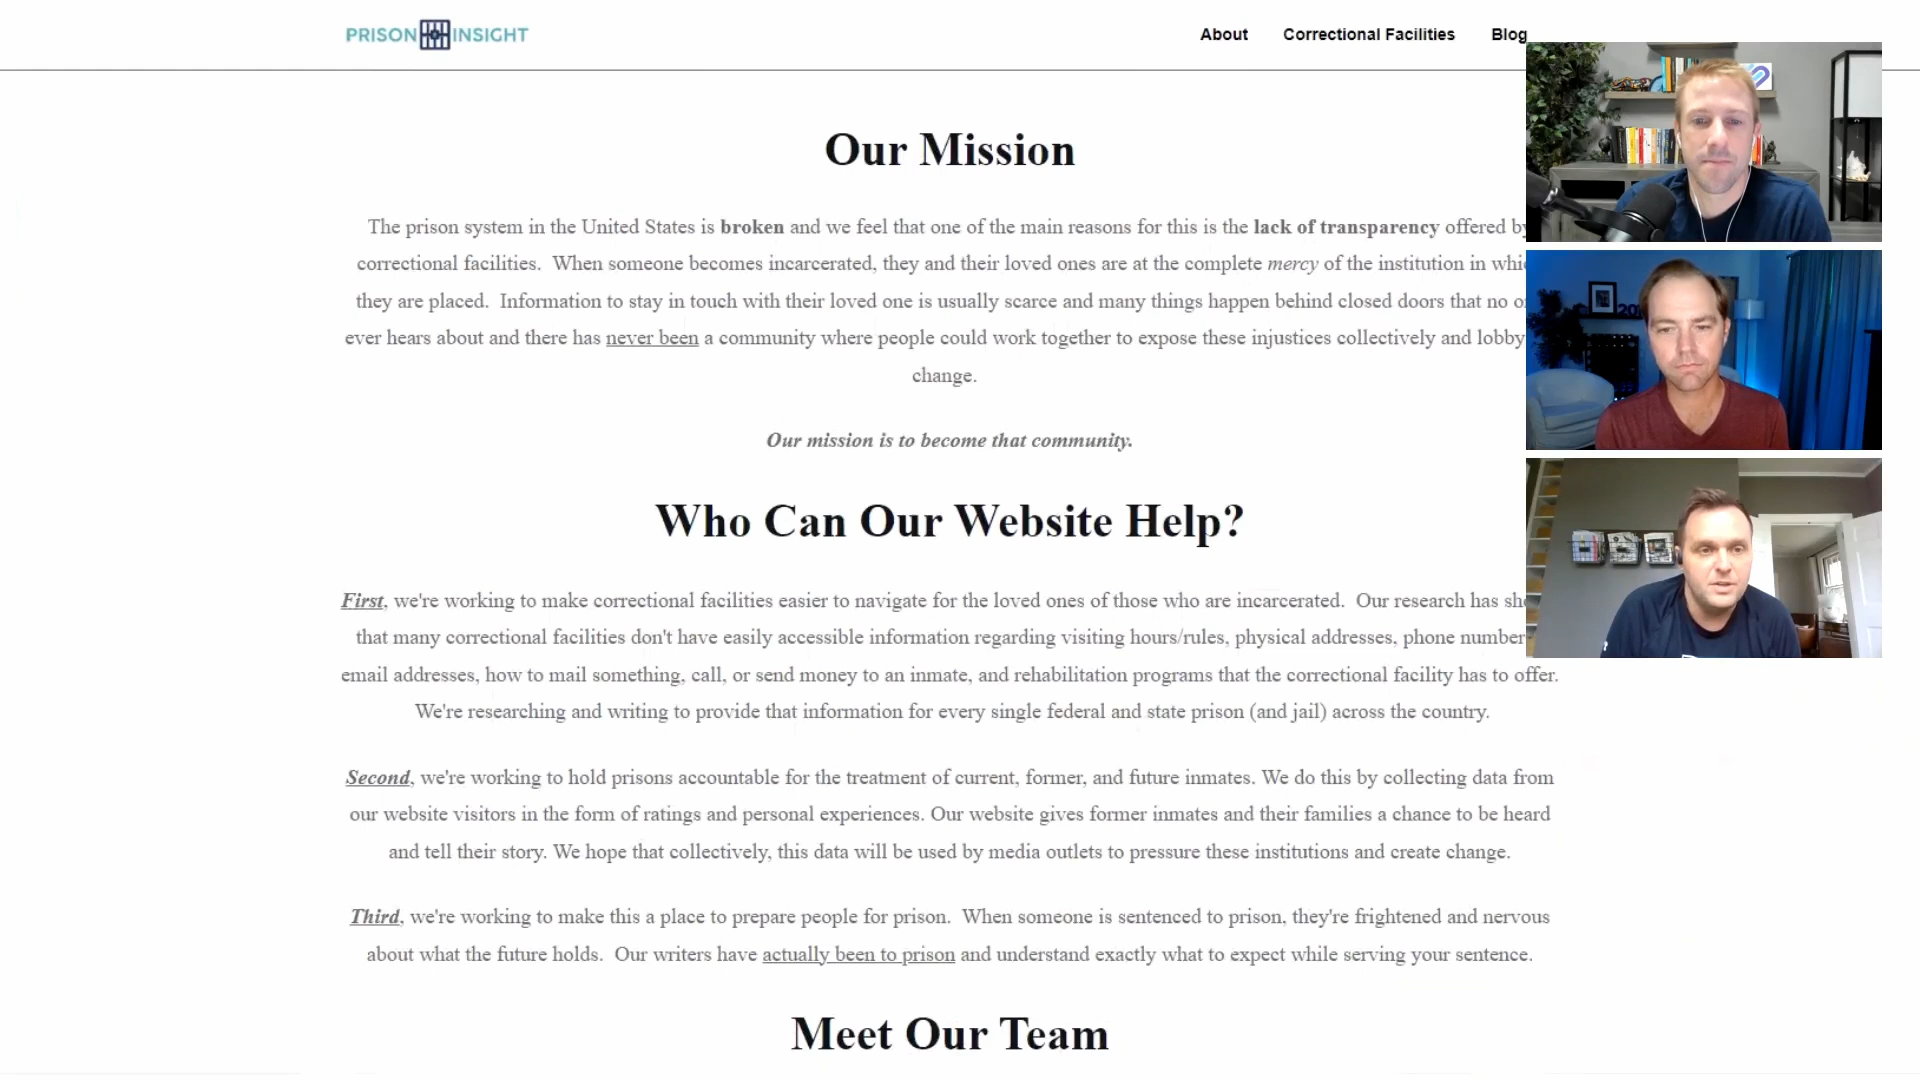 PRISON INSIGHT
About Correctional Facilities Blog
Our Mission
The prison system in the United States is broken and we feel that one of the main reasons for this is the lack of transparency offered
correctional facilities.  When someone becomes incarcerated, they and their loved ones are at the complete mercy of the institution in
they are placed.  Information to stay in touch with their loved one is usually scarce and many things happen behind closed doors that no
ever hears about and there has never been a community where people could work together to expose these injustices collectively and lobby
change.
Our mission is to become that community.
Who Can Our Website Help?
First, we're working to make correctional facilities easier to navigate for the loved ones of those who are incarcerated.  Our research has
that many correctional facilities don't have easily accessible information regarding visiting hours/rules, physical addresses, phone
email addresses, how to mail something, call, or send money to an inmate, and rehabilitation programs that the correctional facility has to offer.
We're researching and writing to provide that information for every single federal and state prison (and jail) across the country.
Second, we're working to hold prisons accountable for the treatment of current, former, and future inmates. We do this by collecting data from
our website visitors in the form of ratings and personal experiences. Our website gives former inmates and their families a chance to be heard
and tell their story. We hope that collectively, this data will be used by media outlets to pressure these institutions and create change.
Third, we're working to make this a place to prepare people for prison.  When someone is sentenced to prison, they're frightened and nervous
about what the future holds.  Our writers have actually been to prison and understand exactly what to expect while serving your sentence.
Meet Our Team